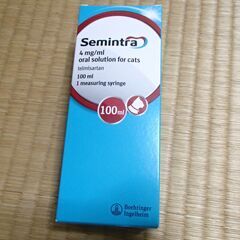 Semintra
4 mg/ml
oral solution for cats
telmisartan
100 ml
1 measuring syringe
100ml
Boehringer
Ingelheim